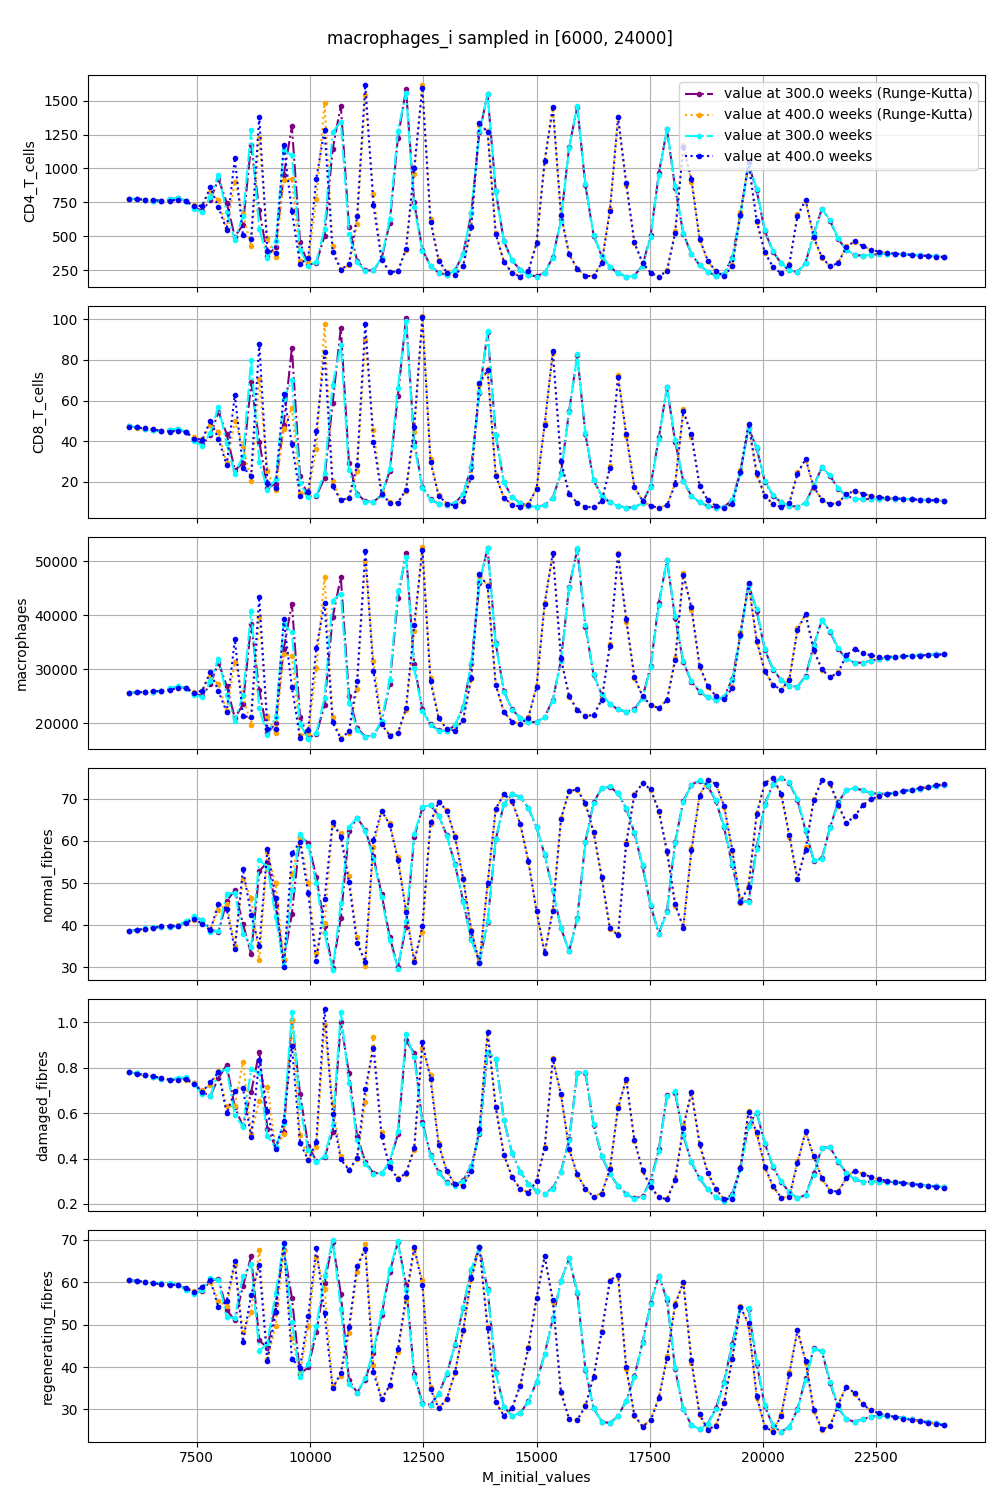 macrophages_i sampled in [6000, 24000]
value at 300.0 weeks (Runge-Kutta)
value at 400.0 weeks (Runge-Kutta)
value at 300.0 weeks
value at 400.0 weeks
CD4_T_cells
1500
1250
1000
750
500
250
CD8_T_cells
100
80
60
40
20
macrophages
50000
40000
30000
20000
normal_fibres
70
60
50
40
30
damaged_fibres
1.0
0.8
0.6
0.4
0.2
regenerating_fibres
70
60
50
40
30
7500 10000 12500 15000 17500 20000 22500
M_initial_values